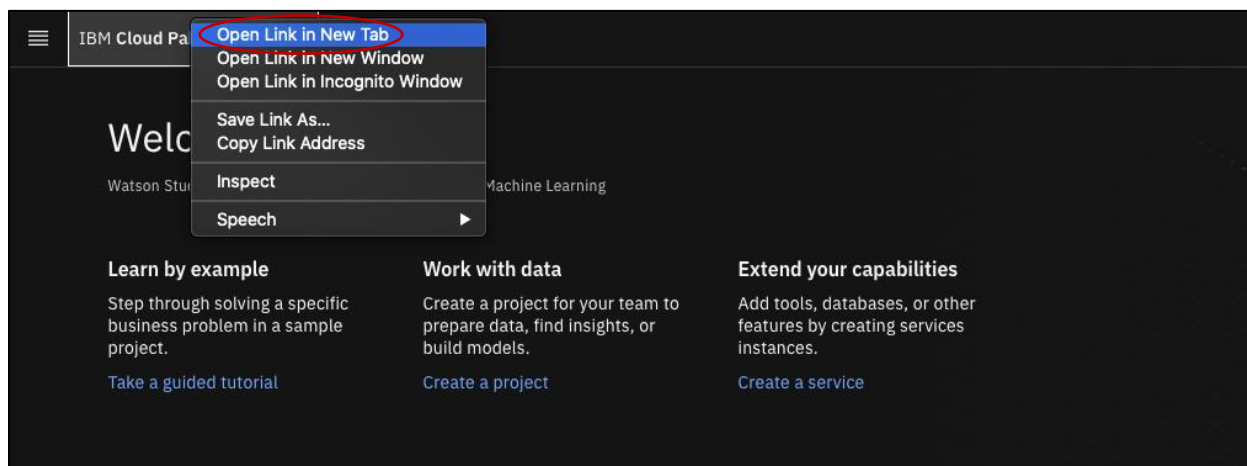 IBM Cloud Pa
Open Link in New Tab
Open Link in New Window
Open Link in Incognito Window
Save Link As...
Copy Link Address
Inspect
Speech
Welc
Watson Stu Machine Learning
Learn by example
Step through solving a specific
business problem in a sample
project.
Take a guided tutorial
Work with data
Create a project for your team to
prepare data, find insights, or
build models.
Create a project
Extend your capabilities
Add tools, databases, or other
features by creating services
instances.
Create a service